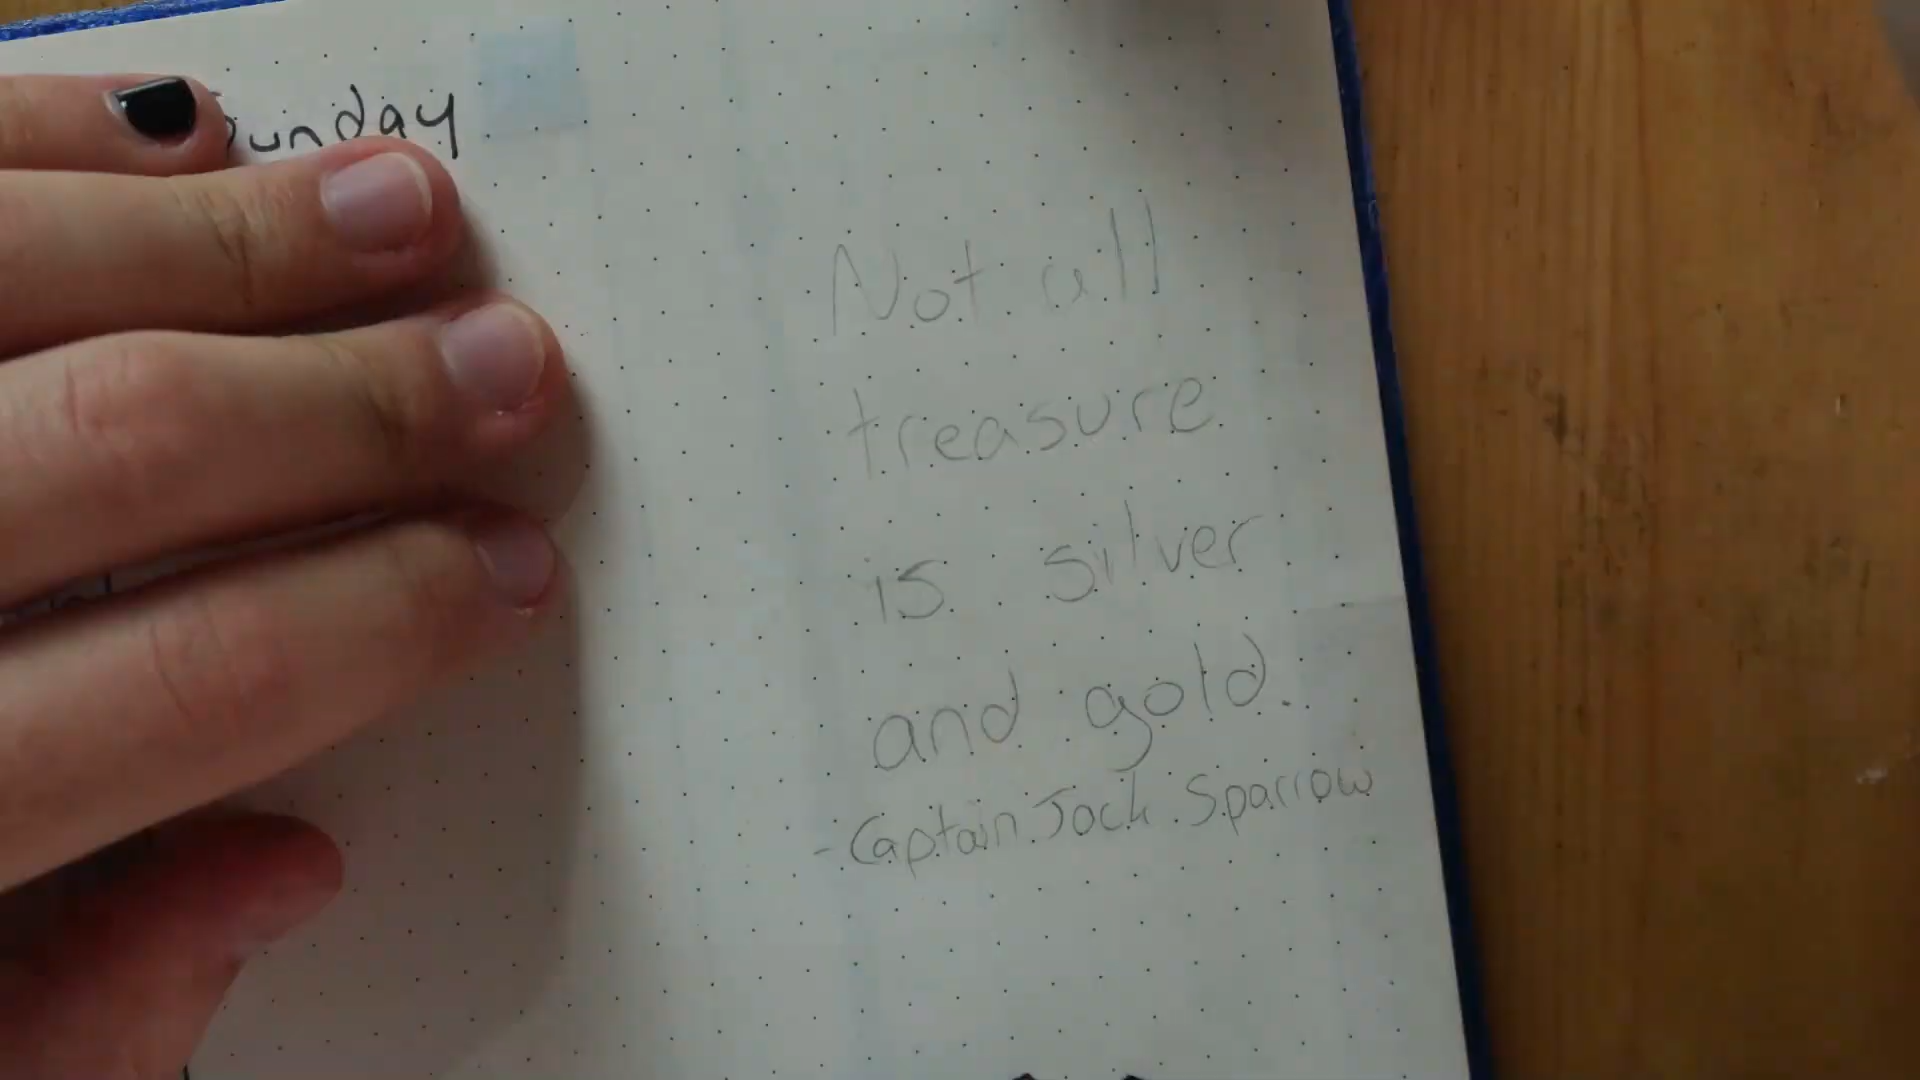 Sunday
Not all
treasure
is silver
and gold.
- Captain Jack Sparrow